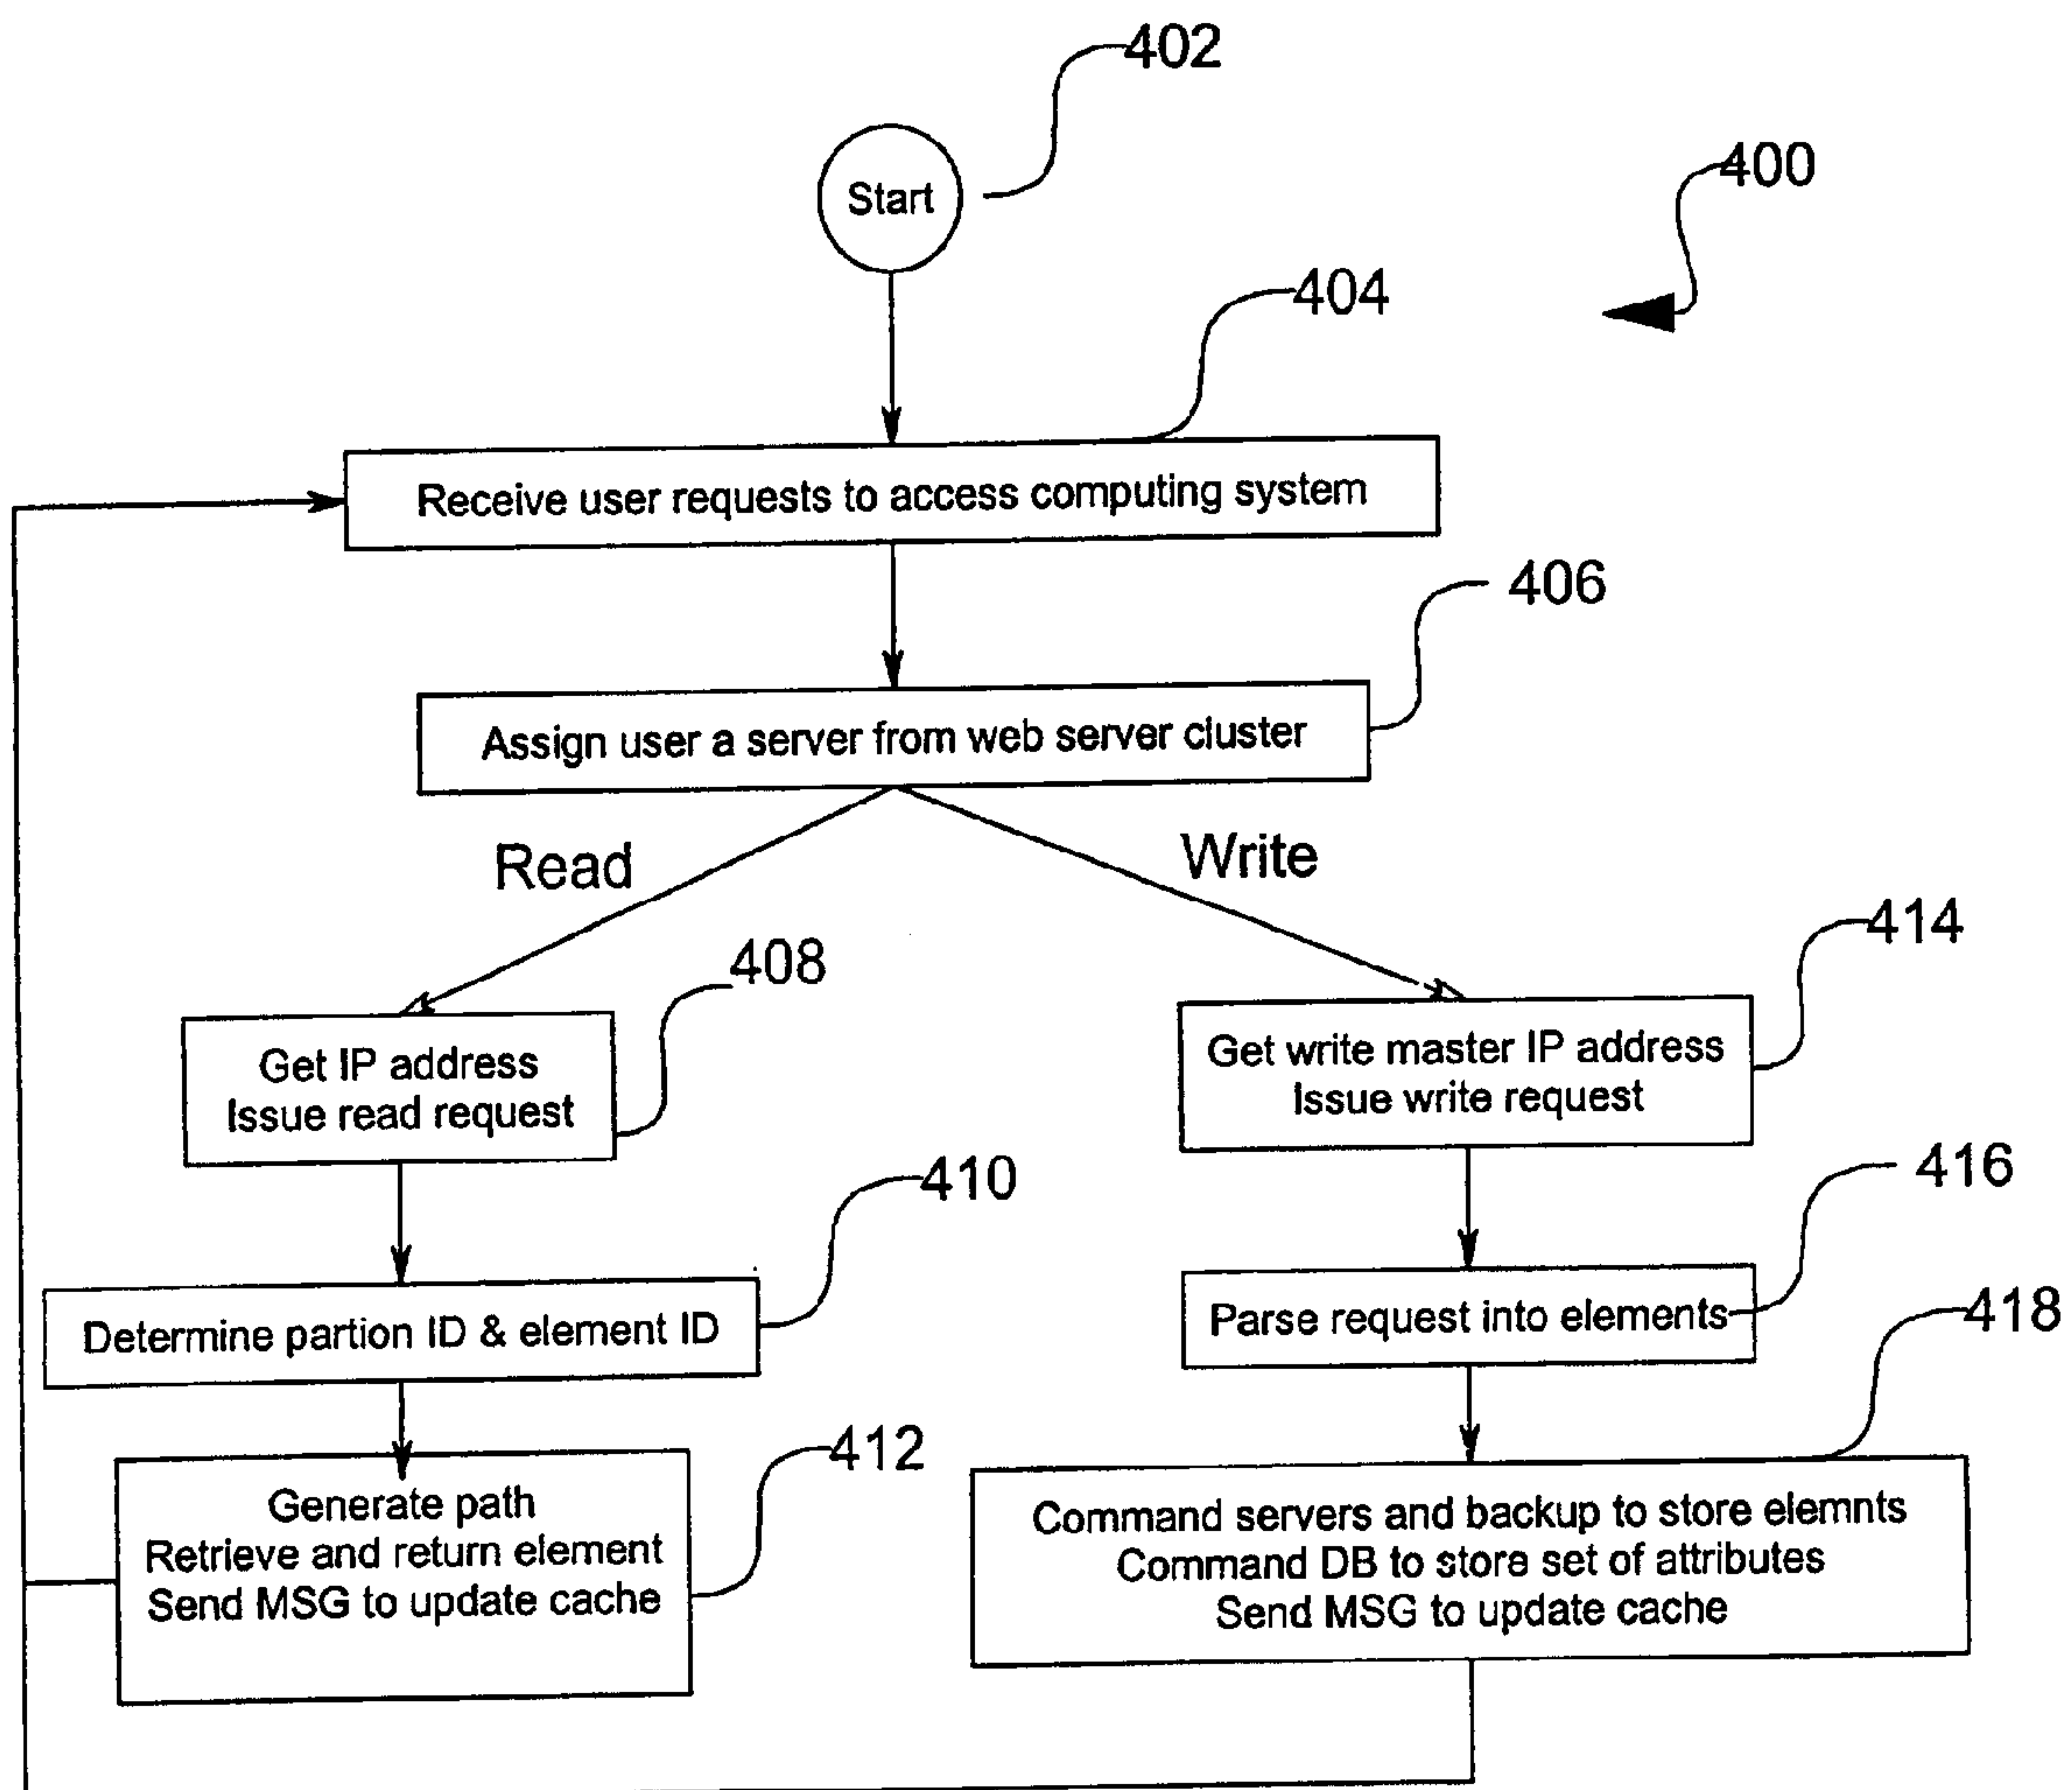 402
Start
400
404
Receive user requests to access computing system
406
Assign user a server from web server cluster
Read
Write
408
414
Get IP address
Issue read request
Get write master IP address
Issue write request
410
416
Determine partion ID & element ID
Parse request into elements
418
412
Generate path
Retrieve and return element
Send MSG to update cache
Command servers and backup to store elemnts
Command DB to store set of attributes
Send MSG to update cache